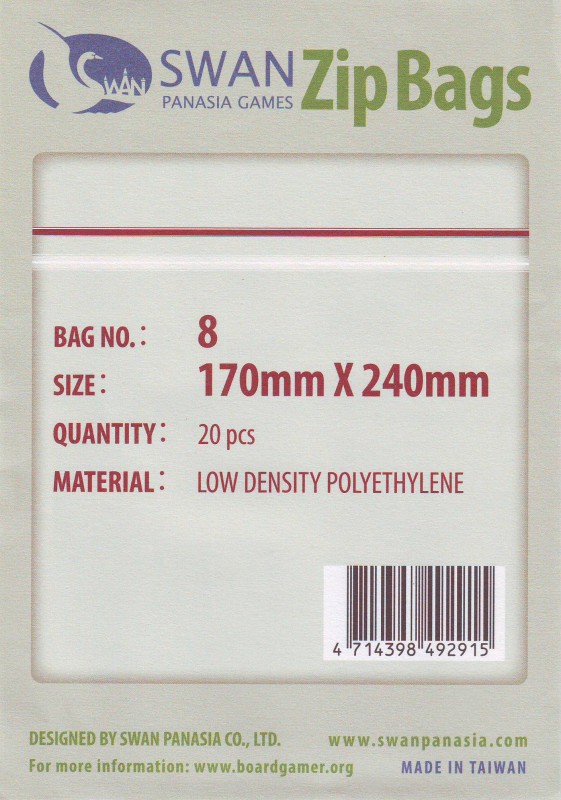 SWAN
SWAN Zip Bags
PANASIA GAMES
BAG NO.: 8
SIZE: 170mm X 240mm
QUANTITY: 20 pcs
MATERIAL: LOW DENSITY POLYETHYLENE
4 714398 492915
DESIGNED BY SWAN PANASIA CO., LTD. www.swanpanasia.com
For more information: www.boardgamer.org MADE IN TAIWAN